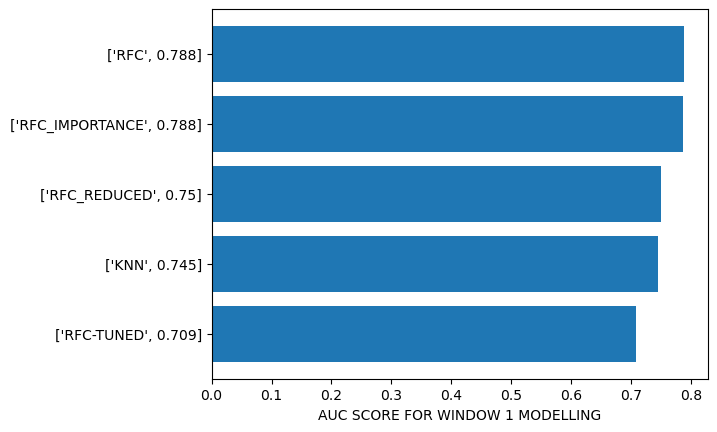 ['RFC', 0.788]
['RFC_IMPORTANCE', 0.788]
['RFC_REDUCED', 0.75]
['KNN', 0.745]
['RFC-TUNED', 0.709]
0.0 0.1 0.2 0.3 0.4 0.5 0.6 0.7 0.8
AUC SCORE FOR WINDOW 1 MODELLING